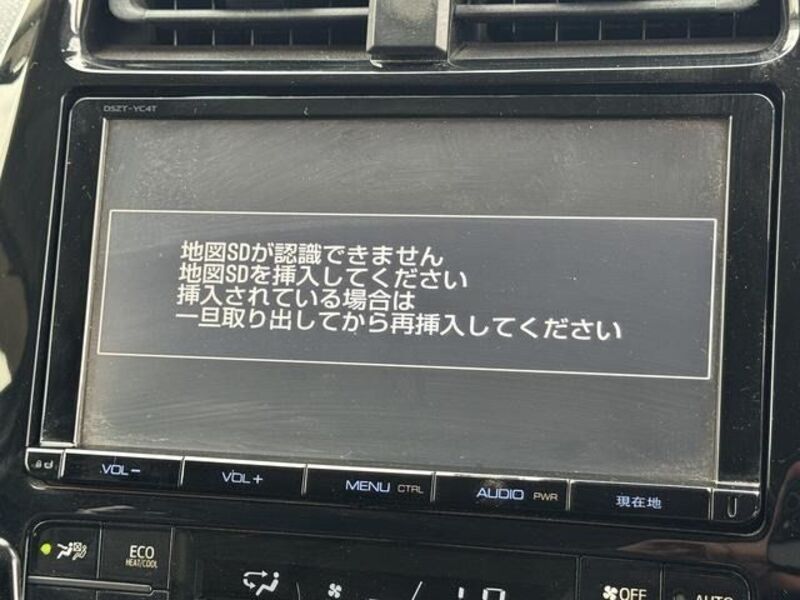 DSZT-YC4T
地図SDが認識できません
地図SDを挿入してください
挿入されている場合は
一旦取り出してから再挿入してください
VOL− VOL+ MENU CTRL AUDIO PWR 現在地
ECO
HEAT/COOL
OFF
AUTO